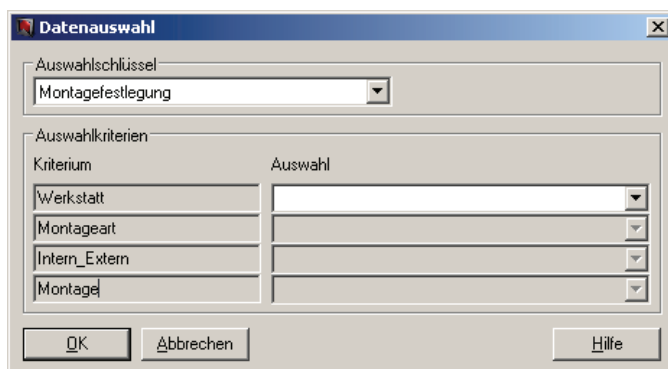 Datenauswahl
Auswahlschlüssel
Montagefestlegung
Auswahlkriterien
Kriterium Auswahl
Werkstatt
Montageart
Intern_Extern
Montage
OK Abbrechen Hilfe